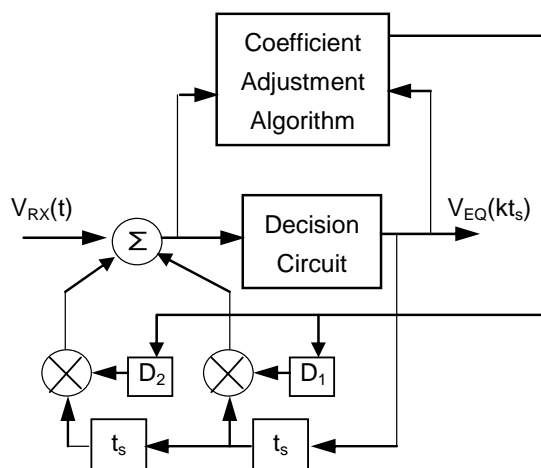 Coefficient
Adjustment
Algorithm
V_RX(t)
Σ
Decision
Circuit
V_EQ(kt_s)
D_2
D_1
t_s
t_s